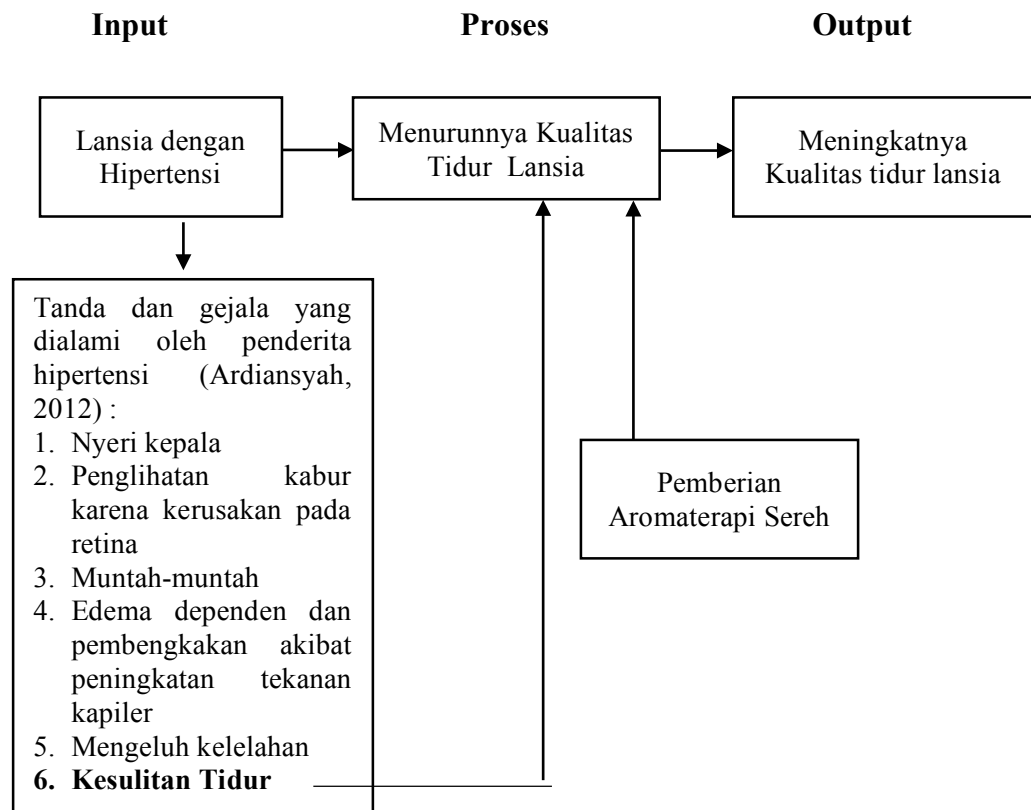 Input
Proses
Output
Lansia dengan
Hipertensi
Menurunnya Kualitas
Tidur Lansia
Meningkatnya
Kualitas tidur lansia
Tanda dan gejala yang
dialami oleh penderita
hipertensi (Ardiansyah,
2012) :
1. Nyeri kepala
2. Penglihatan kabur
karena kerusakan pada
retina
3. Muntah-muntah
4. Edema dependen dan
pembengkakan akibat
peningkatan tekanan
kapiler
5. Mengeluh kelelahan
6. Kesulitan Tidur
Pemberian
Aromaterapi Sereh